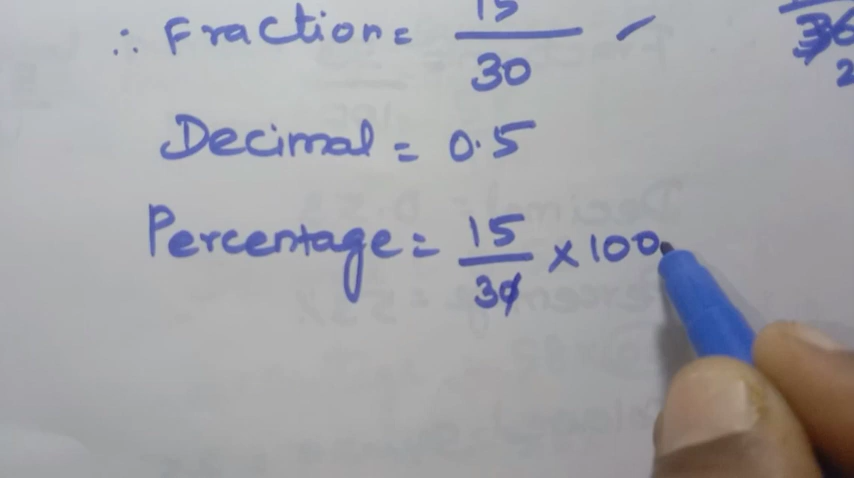 ∴ Fraction = 15/30
Decimal = 0.5
Percentage = 15/30 × 100